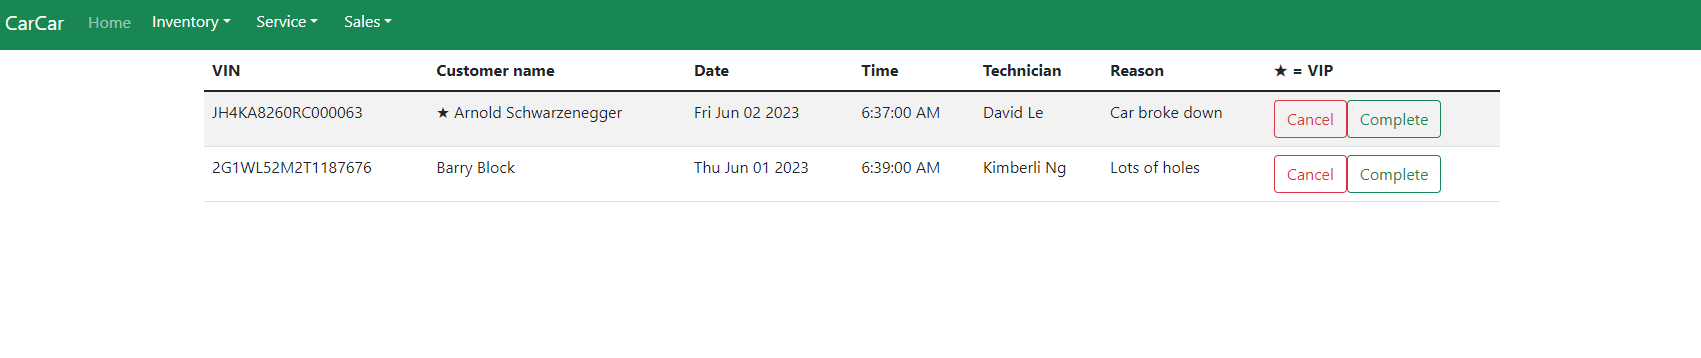 CarCar Home Inventory Service Sales
VIN Customer name Date Time Technician Reason ★ = VIP
JH4KA8260RC000063 ★ Arnold Schwarzenegger Fri Jun 02 2023 6:37:00 AM David Le Car broke down Cancel Complete
2G1WL52M2T1187676 Barry Block Thu Jun 01 2023 6:39:00 AM Kimberli Ng Lots of holes Cancel Complete